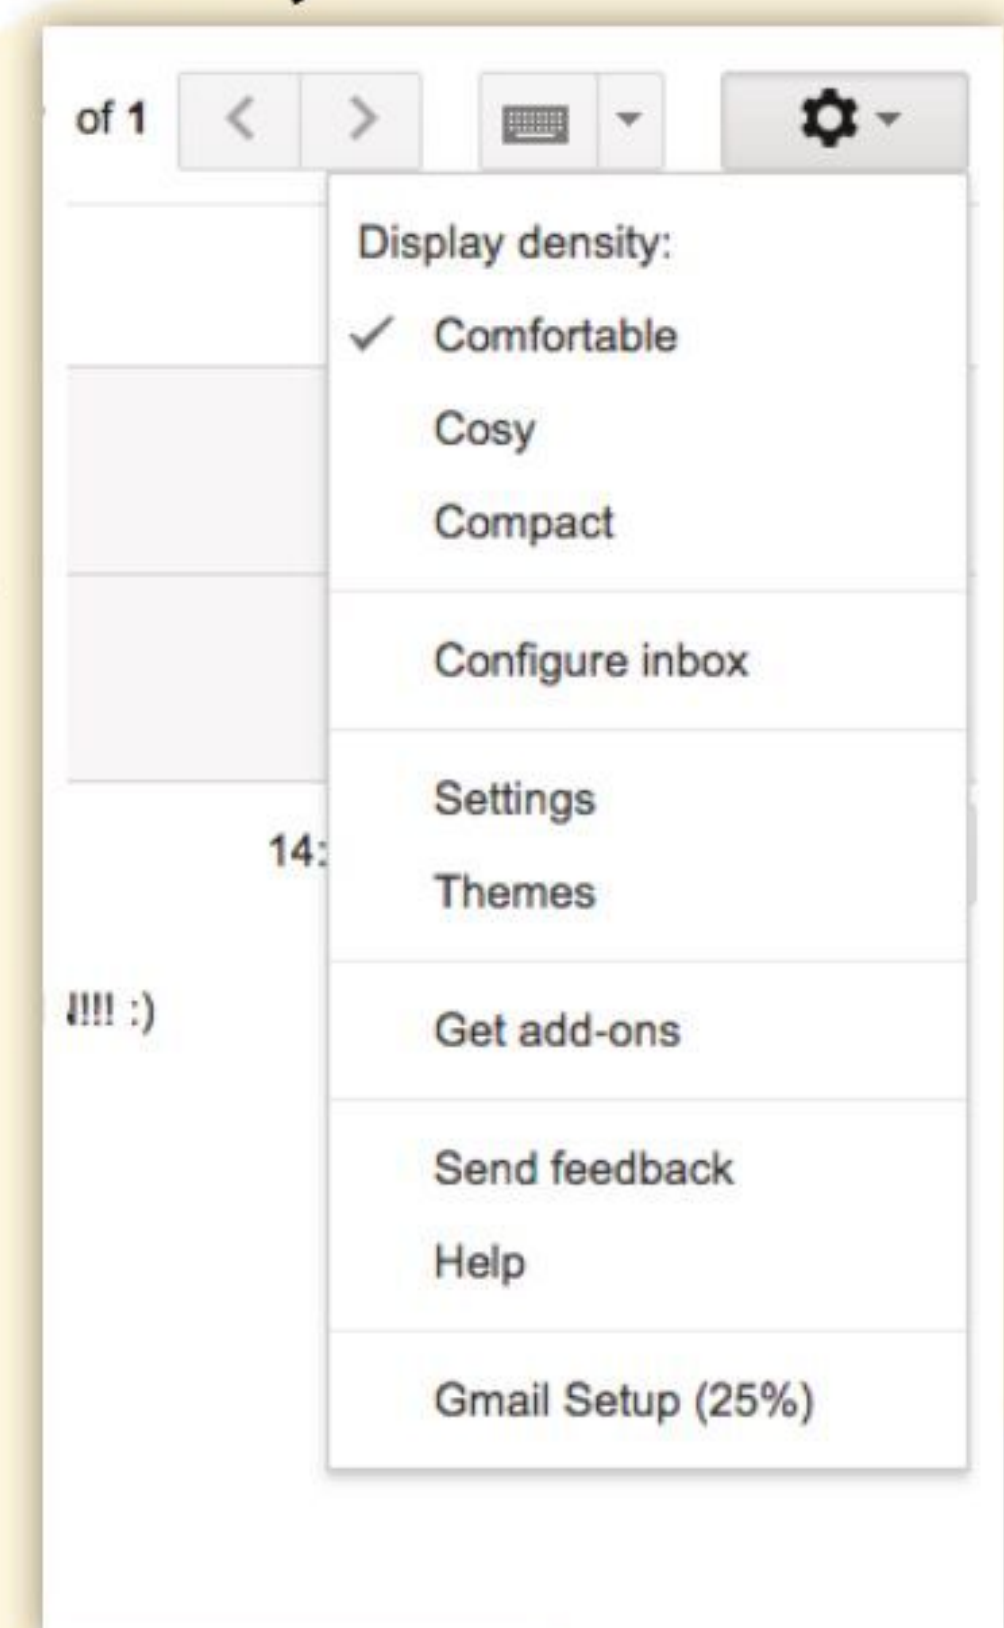 of 1
Display density:
Comfortable
Cosy
Compact
Configure inbox
Settings
Themes
14:
Get add-ons
!!!! :)
Send feedback
Help
Gmail Setup (25%)